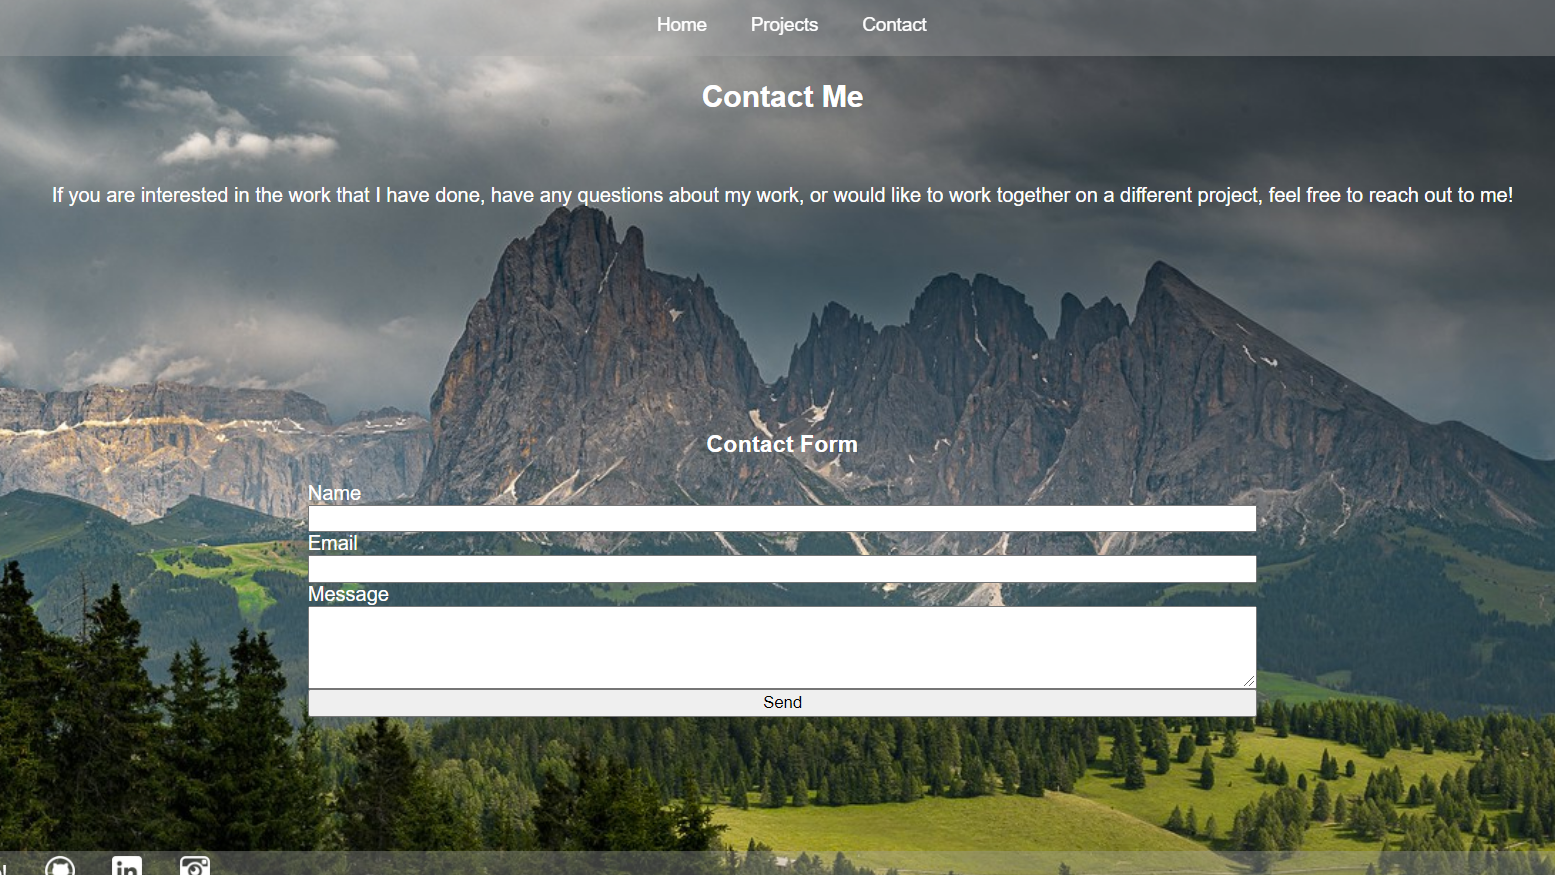 Home Projects Contact
Contact Me
If you are interested in the work that I have done, have any questions about my work, or would like to work together on a different project, feel free to reach out to me!
Contact Form
Name
Email
Message
Send
in